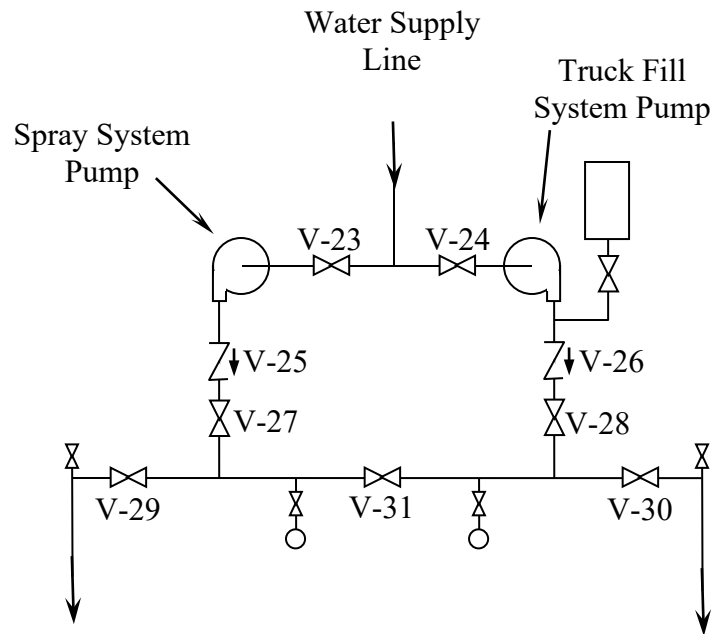 Water Supply
Line
Truck Fill
System Pump
Spray System
Pump
V-23
V-24
V-25
V-26
V-27
V-28
V-29
V-31
V-30